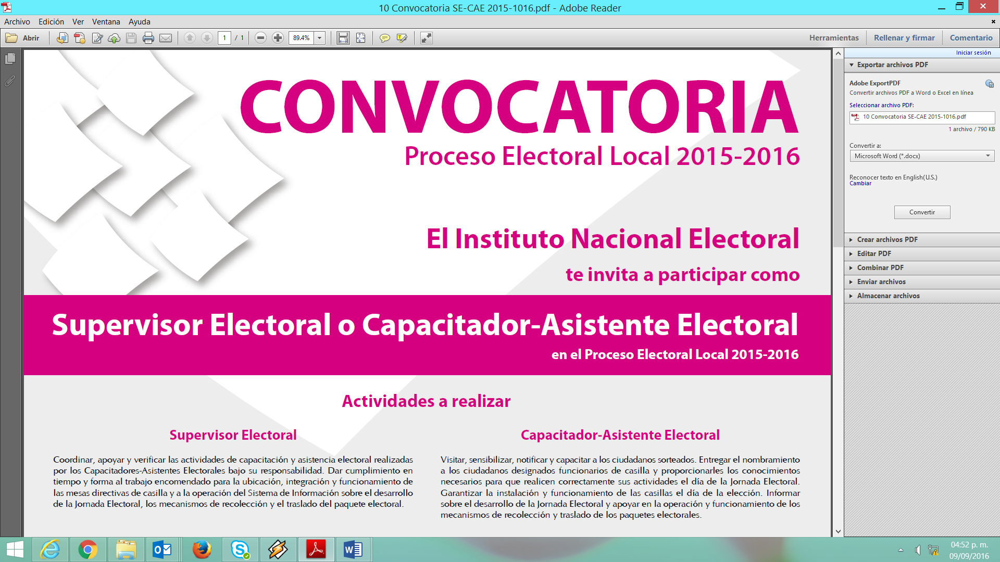 10 Convocatoria SE-CAE 2015-1016.pdf - Adobe Reader
Archivo Edición Ver Ventana Ayuda
Abrir 1 / 1 89.4% Herramientas Rellenar y firmar Comentario
CONVOCATORIA
Proceso Electoral Local 2015-2016
El Instituto Nacional Electoral
te invita a participar como
Supervisor Electoral o Capacitador-Asistente Electoral
en el Proceso Electoral Local 2015-2016
Actividades a realizar
Supervisor Electoral
Coordinar, apoyar y verificar las actividades de capacitación y asistencia electoral realizadas
por los Capacitadores-Asistentes Electorales bajo su responsabilidad. Dar cumplimiento en
tiempo y forma al trabajo encomendado para la ubicación, integración y funcionamiento de
las mesas directivas de casilla y a la operación del Sistema de Información sobre el desarrollo
de la Jornada Electoral, los mecanismos de recolección y el traslado del paquete electoral.
Capacitador-Asistente Electoral
Visitar, sensibilizar, notificar y capacitar a los ciudadanos sorteados. Entregar el nombramiento
a los ciudadanos designados funcionarios de casilla y proporcionarles los conocimientos
necesarios para que realicen correctamente sus actividades el día de la Jornada Electoral.
Garantizar la instalación y funcionamiento de las casillas el día de la elección. Informar
sobre el desarrollo de la Jornada Electoral y apoyar en la operación y funcionamiento de los
mecanismos de recolección y traslado de los paquetes electorales.
Iniciar sesión
Exportar archivos PDF
Adobe ExportPDF
Convertir archivos PDF a Word o Excel en línea
Seleccionar archivo PDF:
10 Convocatoria SE-CAE 2015-1016.pdf
1 archivo / 790 KB
Convertir a:
Microsoft Word (*.docx)
Reconocer texto en English(U.S.)
Cambiar
Convertir
Crear archivos PDF
Editar PDF
Combinar PDF
Enviar archivos
Almacenar archivos
04:52 p. m.
09/09/2016